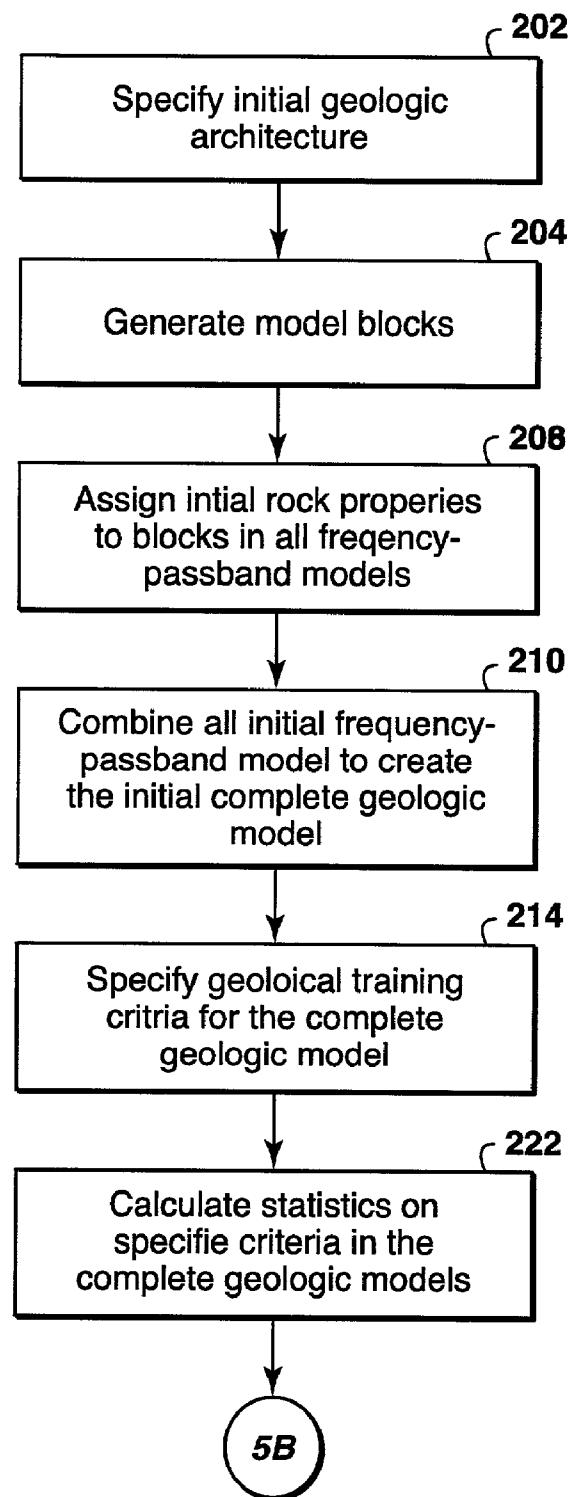 202
Specify initial geologic
architecture
204
Generate model blocks
208
Assign intial rock properies
to blocks in all freqency-
passband models
210
Combine all initial frequency-
passband model to create
the initial complete geologic
model
214
Specify geoloical training
critria for the complete
geologic model
222
Calculate statistics on
specifie criteria in the
complete geologic models
5B